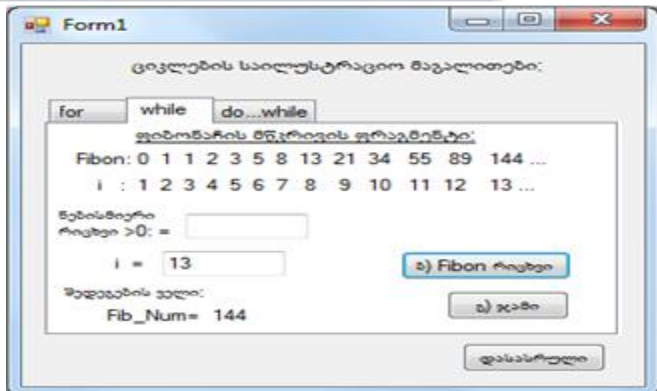 Form1
ციკლების საილუსტრაციო მაგალითები:
for while do...while
ფიბონაჩის მწკრივის ფრაგმენტი:
Fibon: 0 1 1 2 3 5 8 13 21 34 55 89 144 ...
i : 1 2 3 4 5 6 7 8 9 10 11 12 13 ...
ნებისმიერი
რიცხვი >0: =
i = 13
ბ) Fibon რიცხვი
შედეგების ველი:
გ) ჯამი
Fib_Num= 144
დასასრული